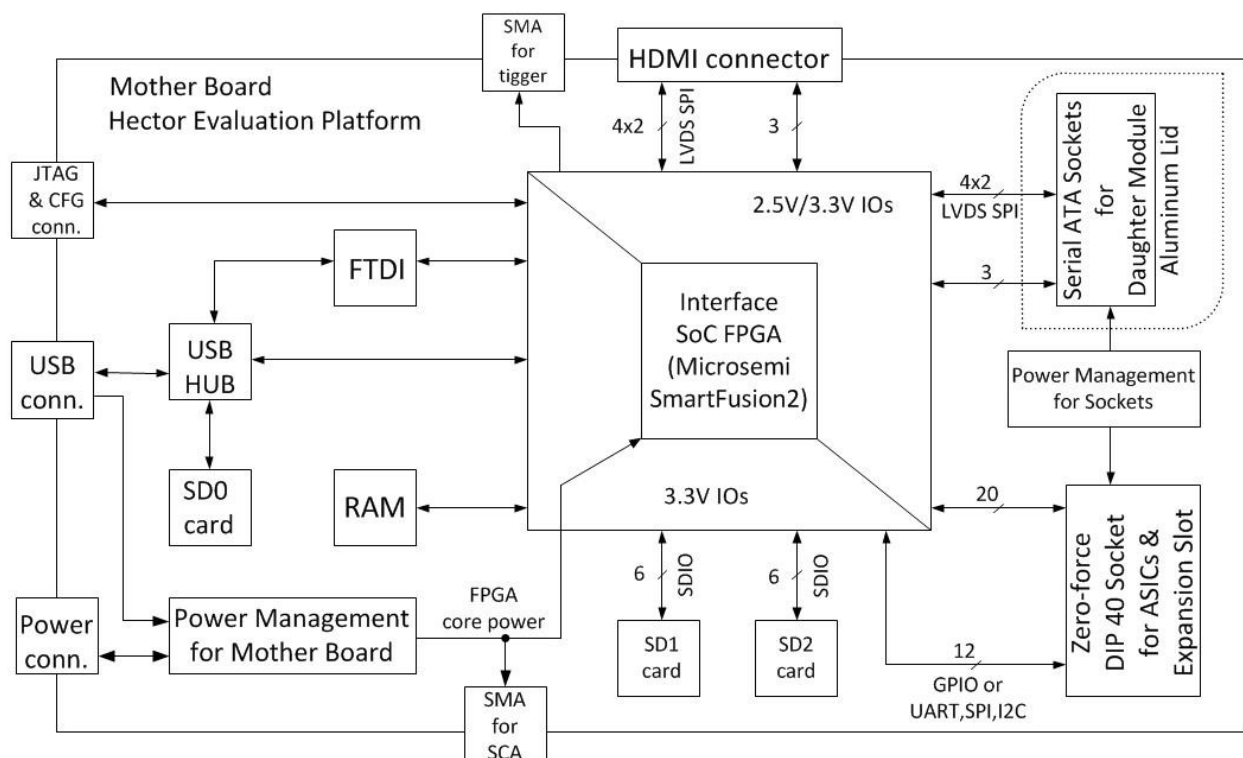 SMA
for
tigger
HDMI connector
Mother Board
Hector Evaluation Platform
4x2
LVDS SPI
3
JTAG
& CFG
conn.
2.5V/3.3V IOs
4x2
LVDS SPI
3
Serial ATA Sockets
for
Daughter Module
Aluminum Lid
FTDI
Interface
SoC FPGA
(Microsemi
SmartFusion2)
USB
HUB
USB
conn.
Power Management
for Sockets
SD0
card
RAM
3.3V IOs
20
Zero-force
DIP 40 Socket
for ASICs &
Expansion Slot
6
SDIO
6
SDIO
FPGA
core power
Power
conn.
Power Management
for Mother Board
SD1
card
SD2
card
12
GPIO or
UART,SPI,I2C
SMA
for
SCA